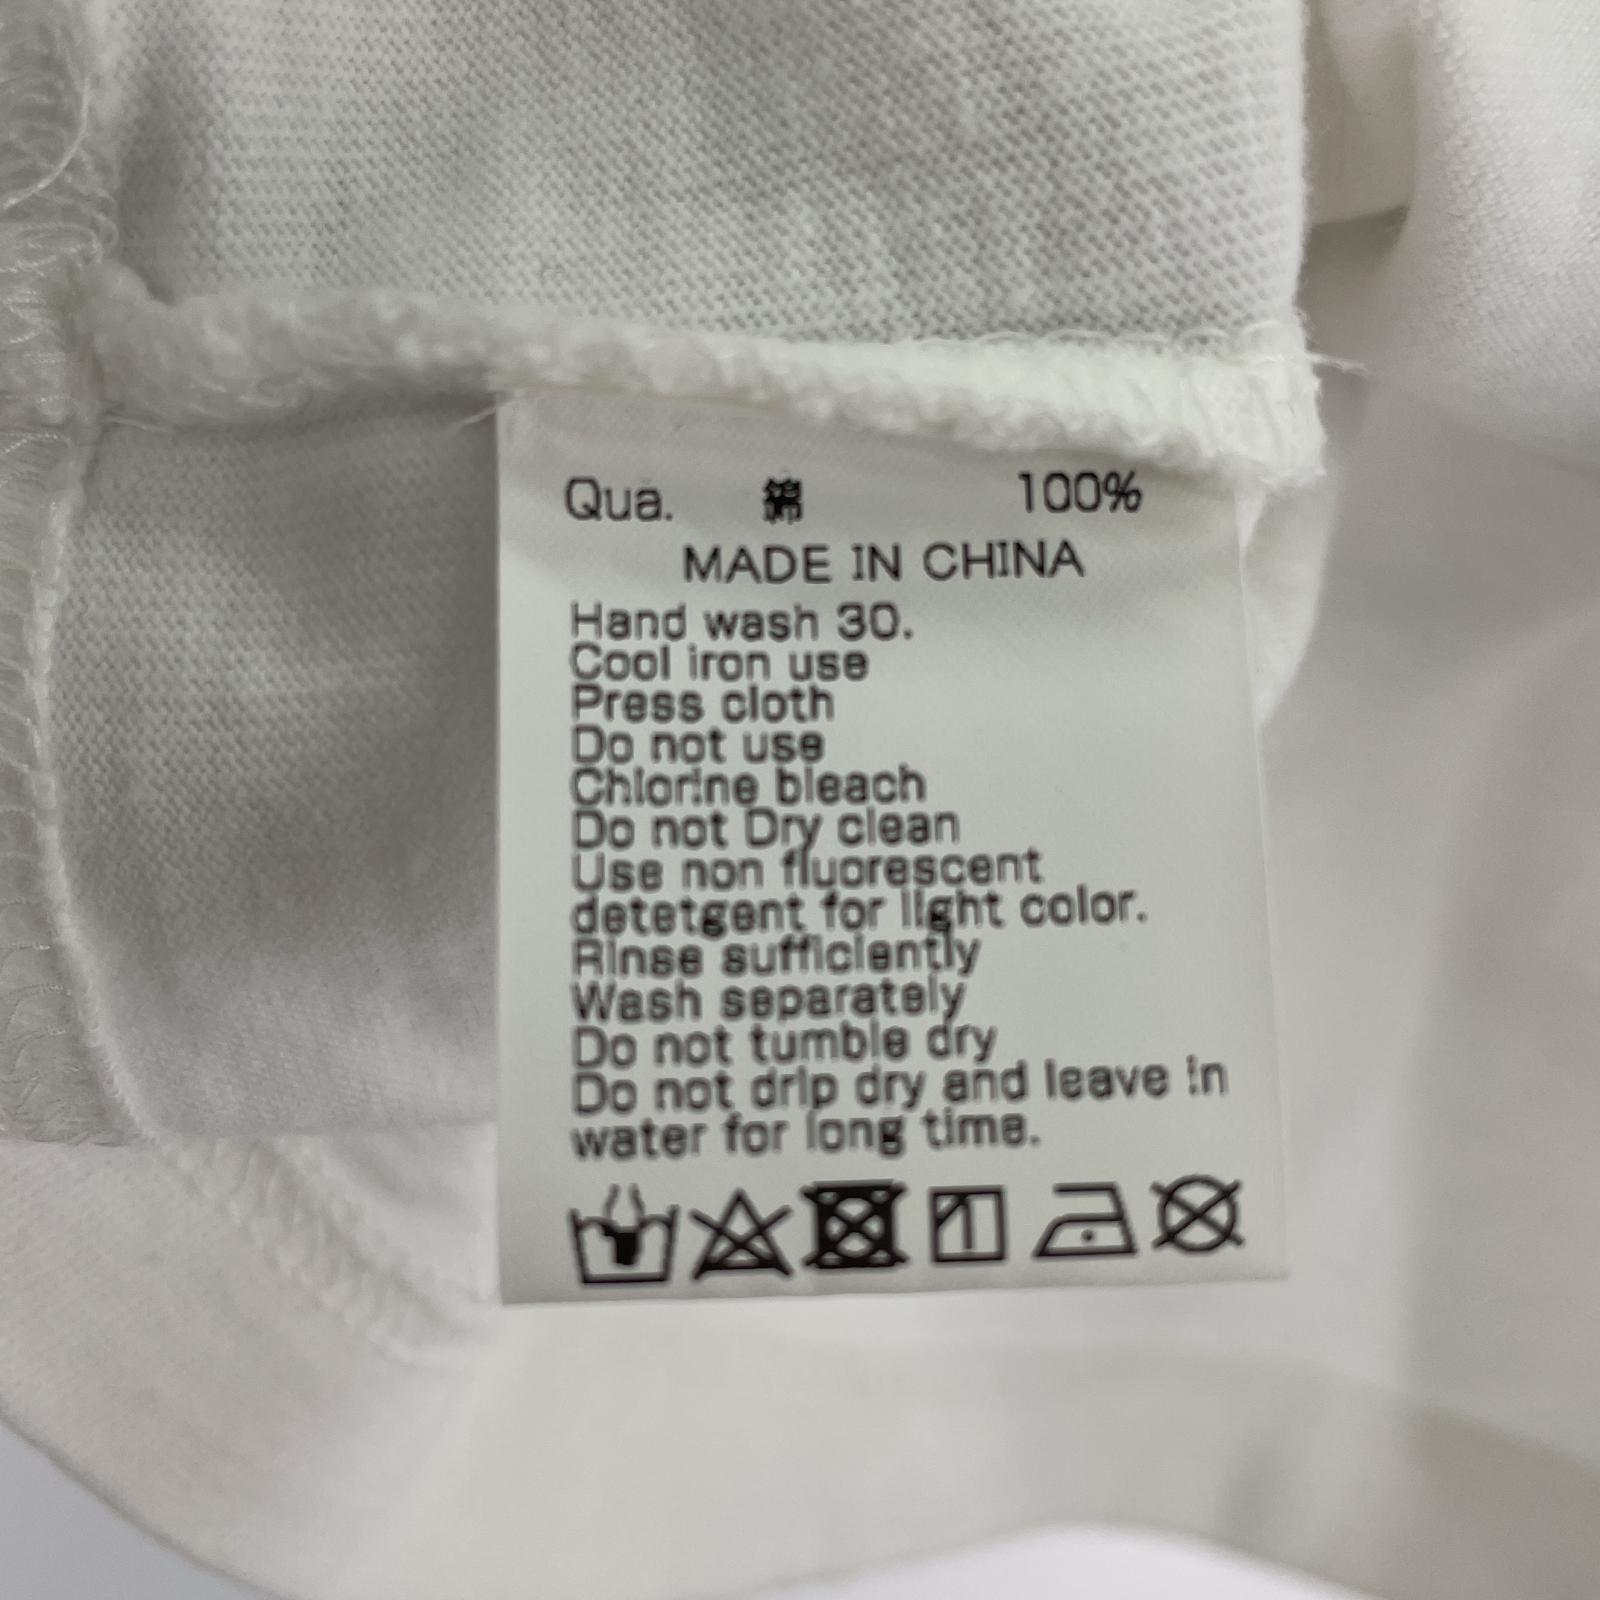 Qua. 綿 100%
MADE IN CHINA
Hand wash 30.
Cool iron use
Press cloth
Do not use
Chlorine bleach
Do not Dry clean
Use non fluorescent
detetgent for light color.
Rinse sufficiently
Wash separately
Do not tumble dry
Do not drip dry and leave in
water for long time.